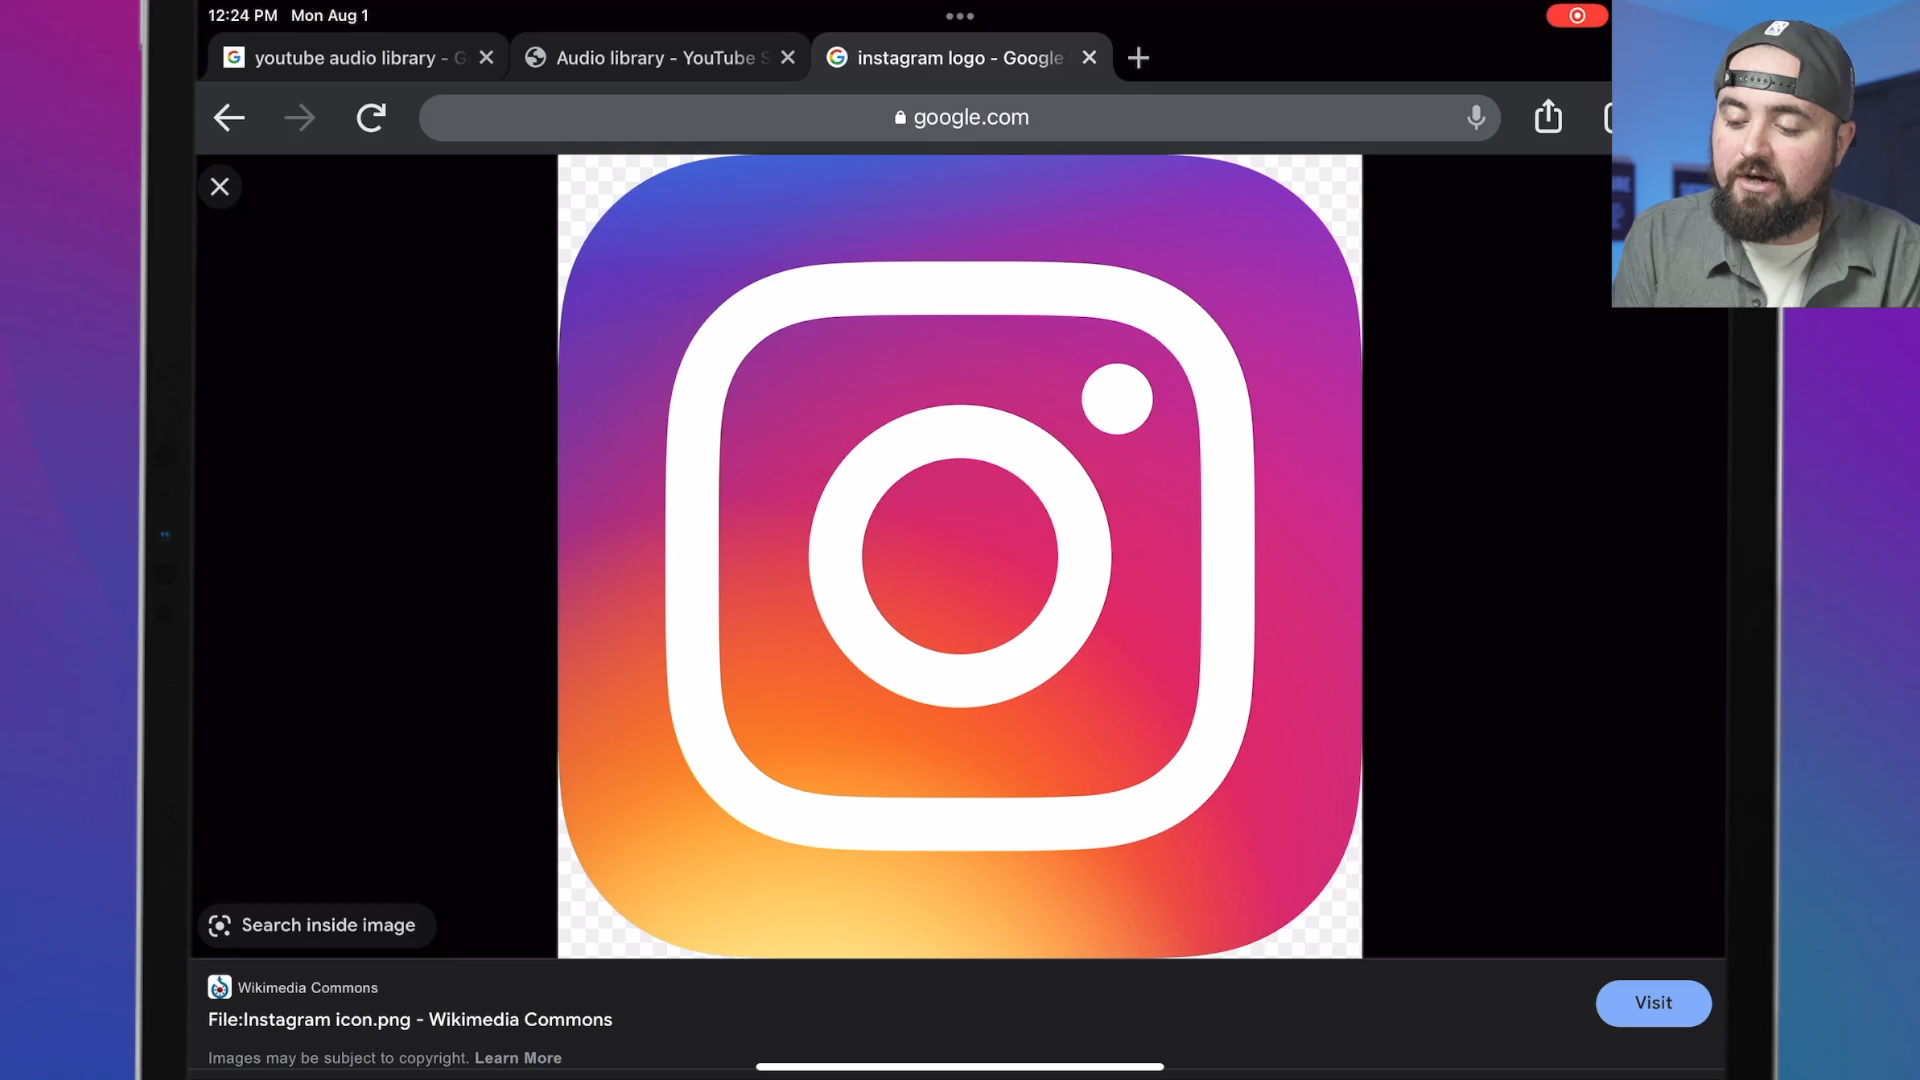 12:24 PM Mon Aug 1
youtube audio library - G
Audio library - YouTube S
instagram logo - Google
google.com
Search inside image
Wikimedia Commons
File:Instagram icon.png - Wikimedia Commons
Visit
Images may be subject to copyright. Learn More